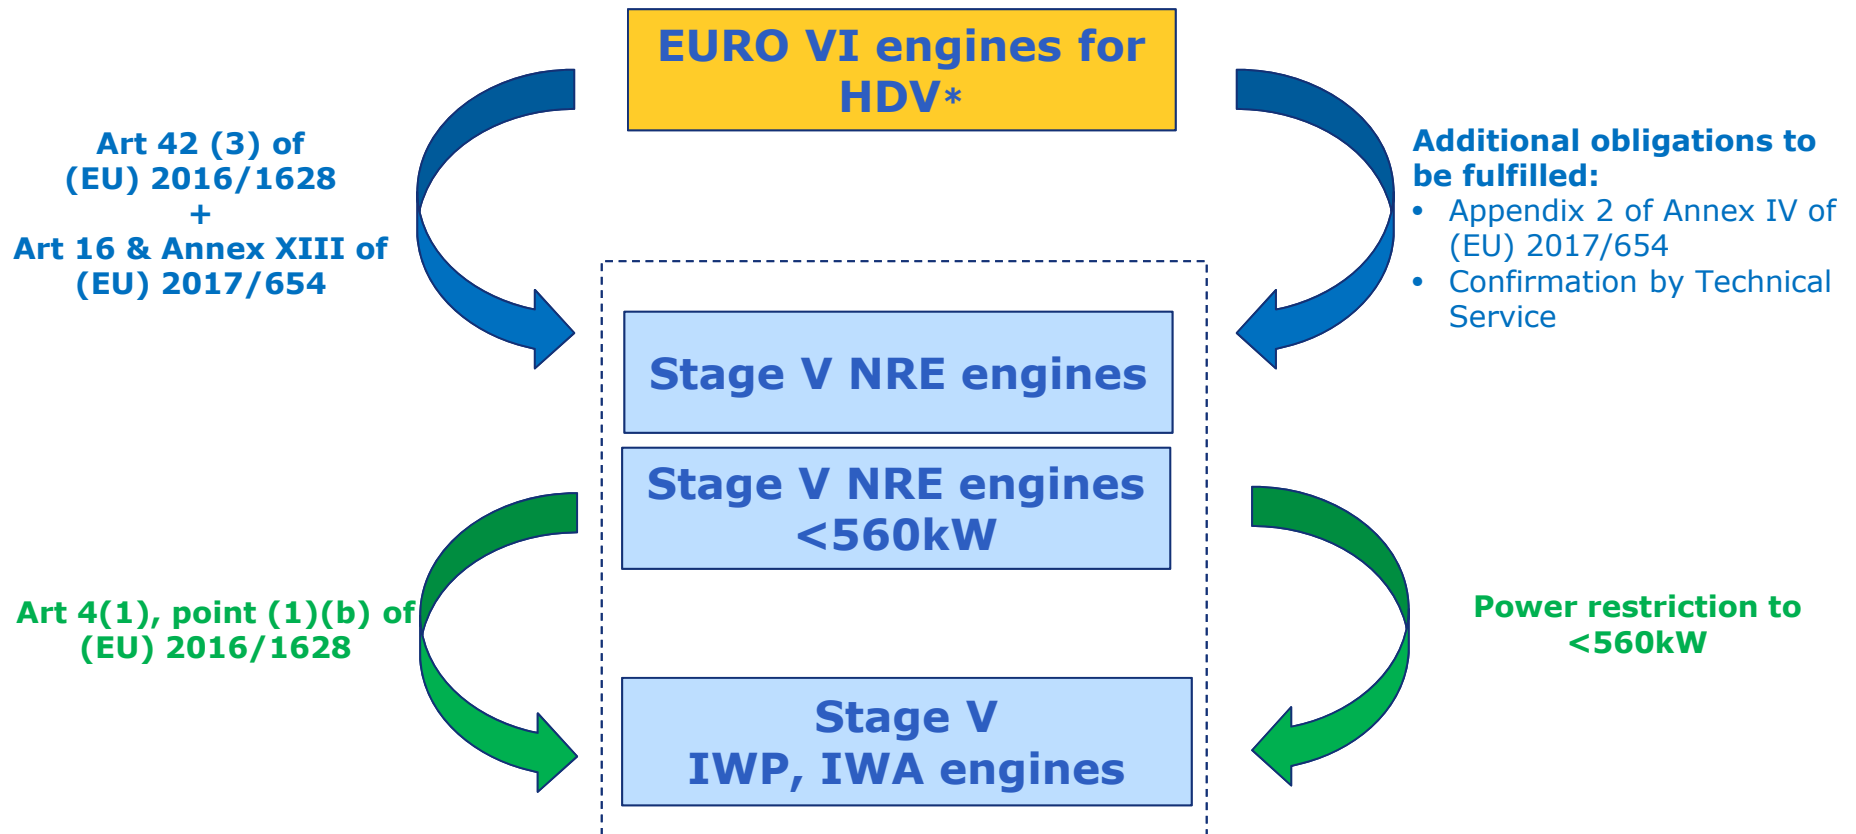 EURO VI engines for
HDV*
Art 42 (3) of
(EU) 2016/1628
+
Art 16 & Annex XIII of
(EU) 2017/654
Additional obligations to
be fulfilled:
• Appendix 2 of Annex IV of
(EU) 2017/654
• Confirmation by Technical
Service
Stage V NRE engines
Stage V NRE engines
<560kW
Art 4(1), point (1)(b) of
(EU) 2016/1628
Power restriction to
<560kW
Stage V
IWP, IWA engines